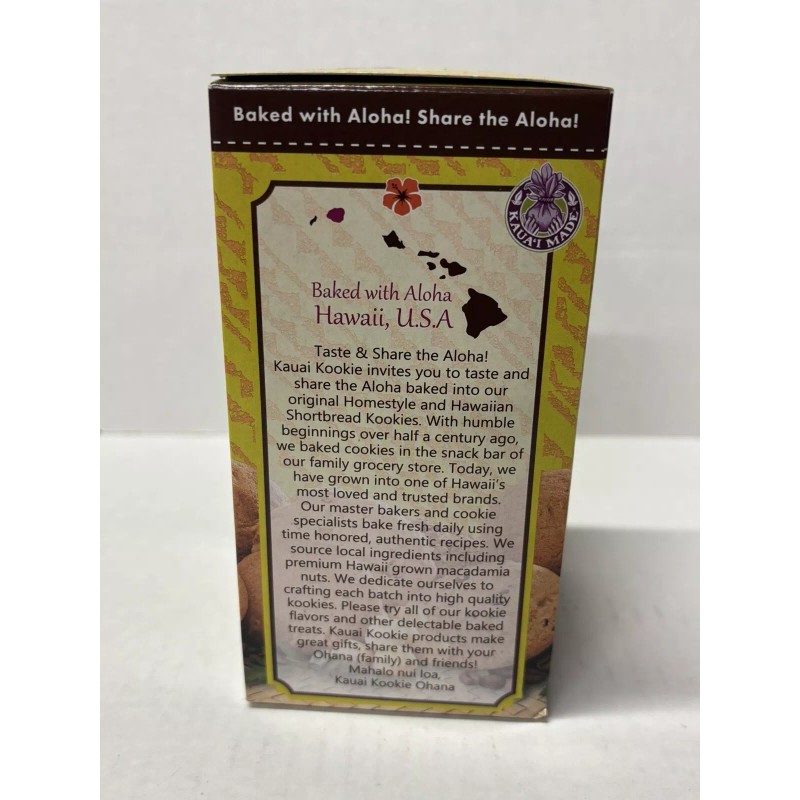 Baked with Aloha! Share the Aloha!
KAUA'I MADE
Baked with Aloha
Hawaii, U.S.A
Taste & Share the Aloha!
Kauai Kookie invites you to taste and
share the Aloha baked into our
original Homestyle and Hawaiian
Shortbread Kookies. With humble
beginnings over half a century ago,
we baked cookies in the snack bar of
our family grocery store. Today, we
have grown into one of Hawaii's
most loved and trusted brands.
Our master bakers and cookie
specialists bake fresh daily using
time honored, authentic recipes. We
source local ingredients including
premium Hawaii grown macadamia
nuts. We dedicate ourselves to
crafting each batch into high quality
kookies. Please try all of our kookie
flavors and other delectable baked
treats. Kauai Kookie products make
great gifts, share them with your
Ohana (family) and friends!
Mahalo nui loa,
Kauai Kookie Ohana